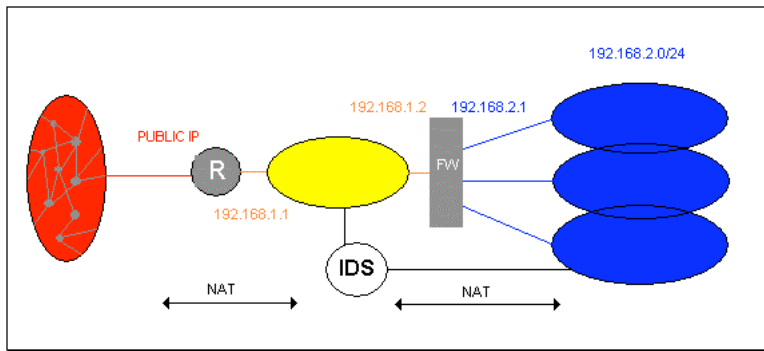 192.168.2.0/24
192.168.1.2
192.168.2.1
PUBLIC IP
R
FW
192.168.1.1
IDS
NAT
NAT